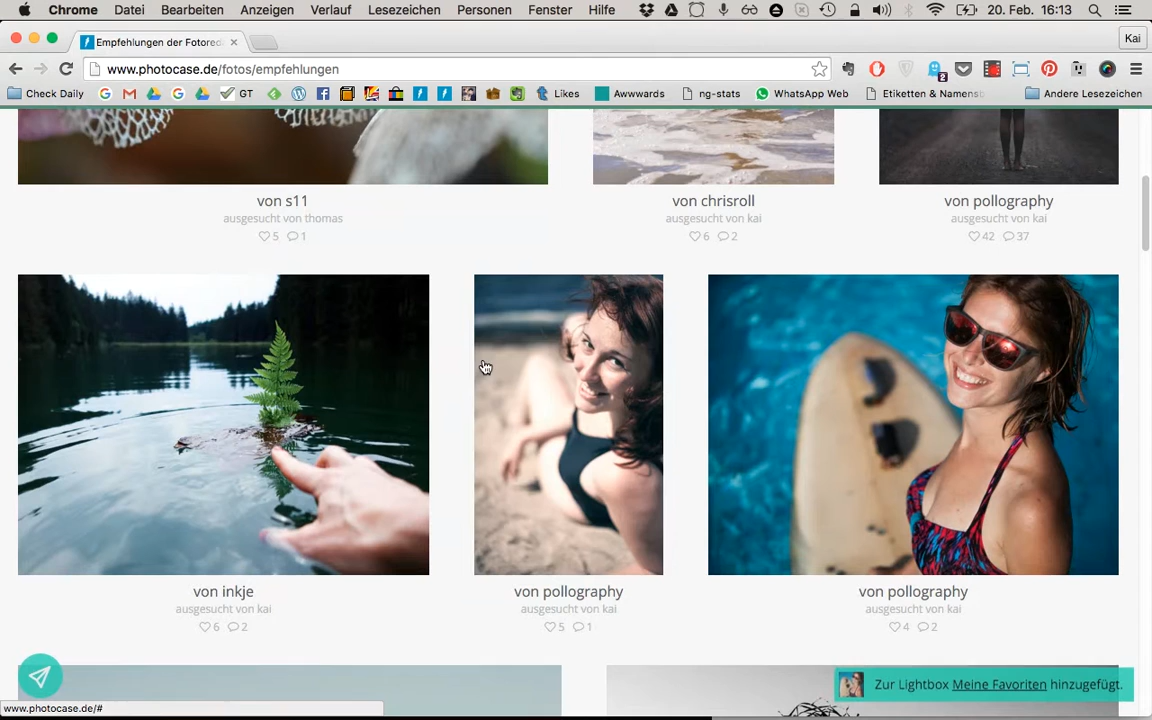 Chrome Datei Bearbeiten Anzeigen Verlauf Lesezeichen Personen Fenster Hilfe 20. Feb. 16:13
Empfehlungen der Fotored
Kai
www.photocase.de/fotos/empfehlungen
2
Check Daily GT Likes Awwwards ng-stats WhatsApp Web Etiketten & Namens Andere Lesezeichen
von s11 von chrisroll von pollography
ausgesucht von thomas ausgesucht von kai ausgesucht von kai
5 1 6 2 42 37
von inkje von pollography von pollography
ausgesucht von kai ausgesucht von kai ausgesucht von kai
6 2 5 1 4 2
Zur Lightbox Meine Favoriten hinzugefügt.
www.photocase.de/#